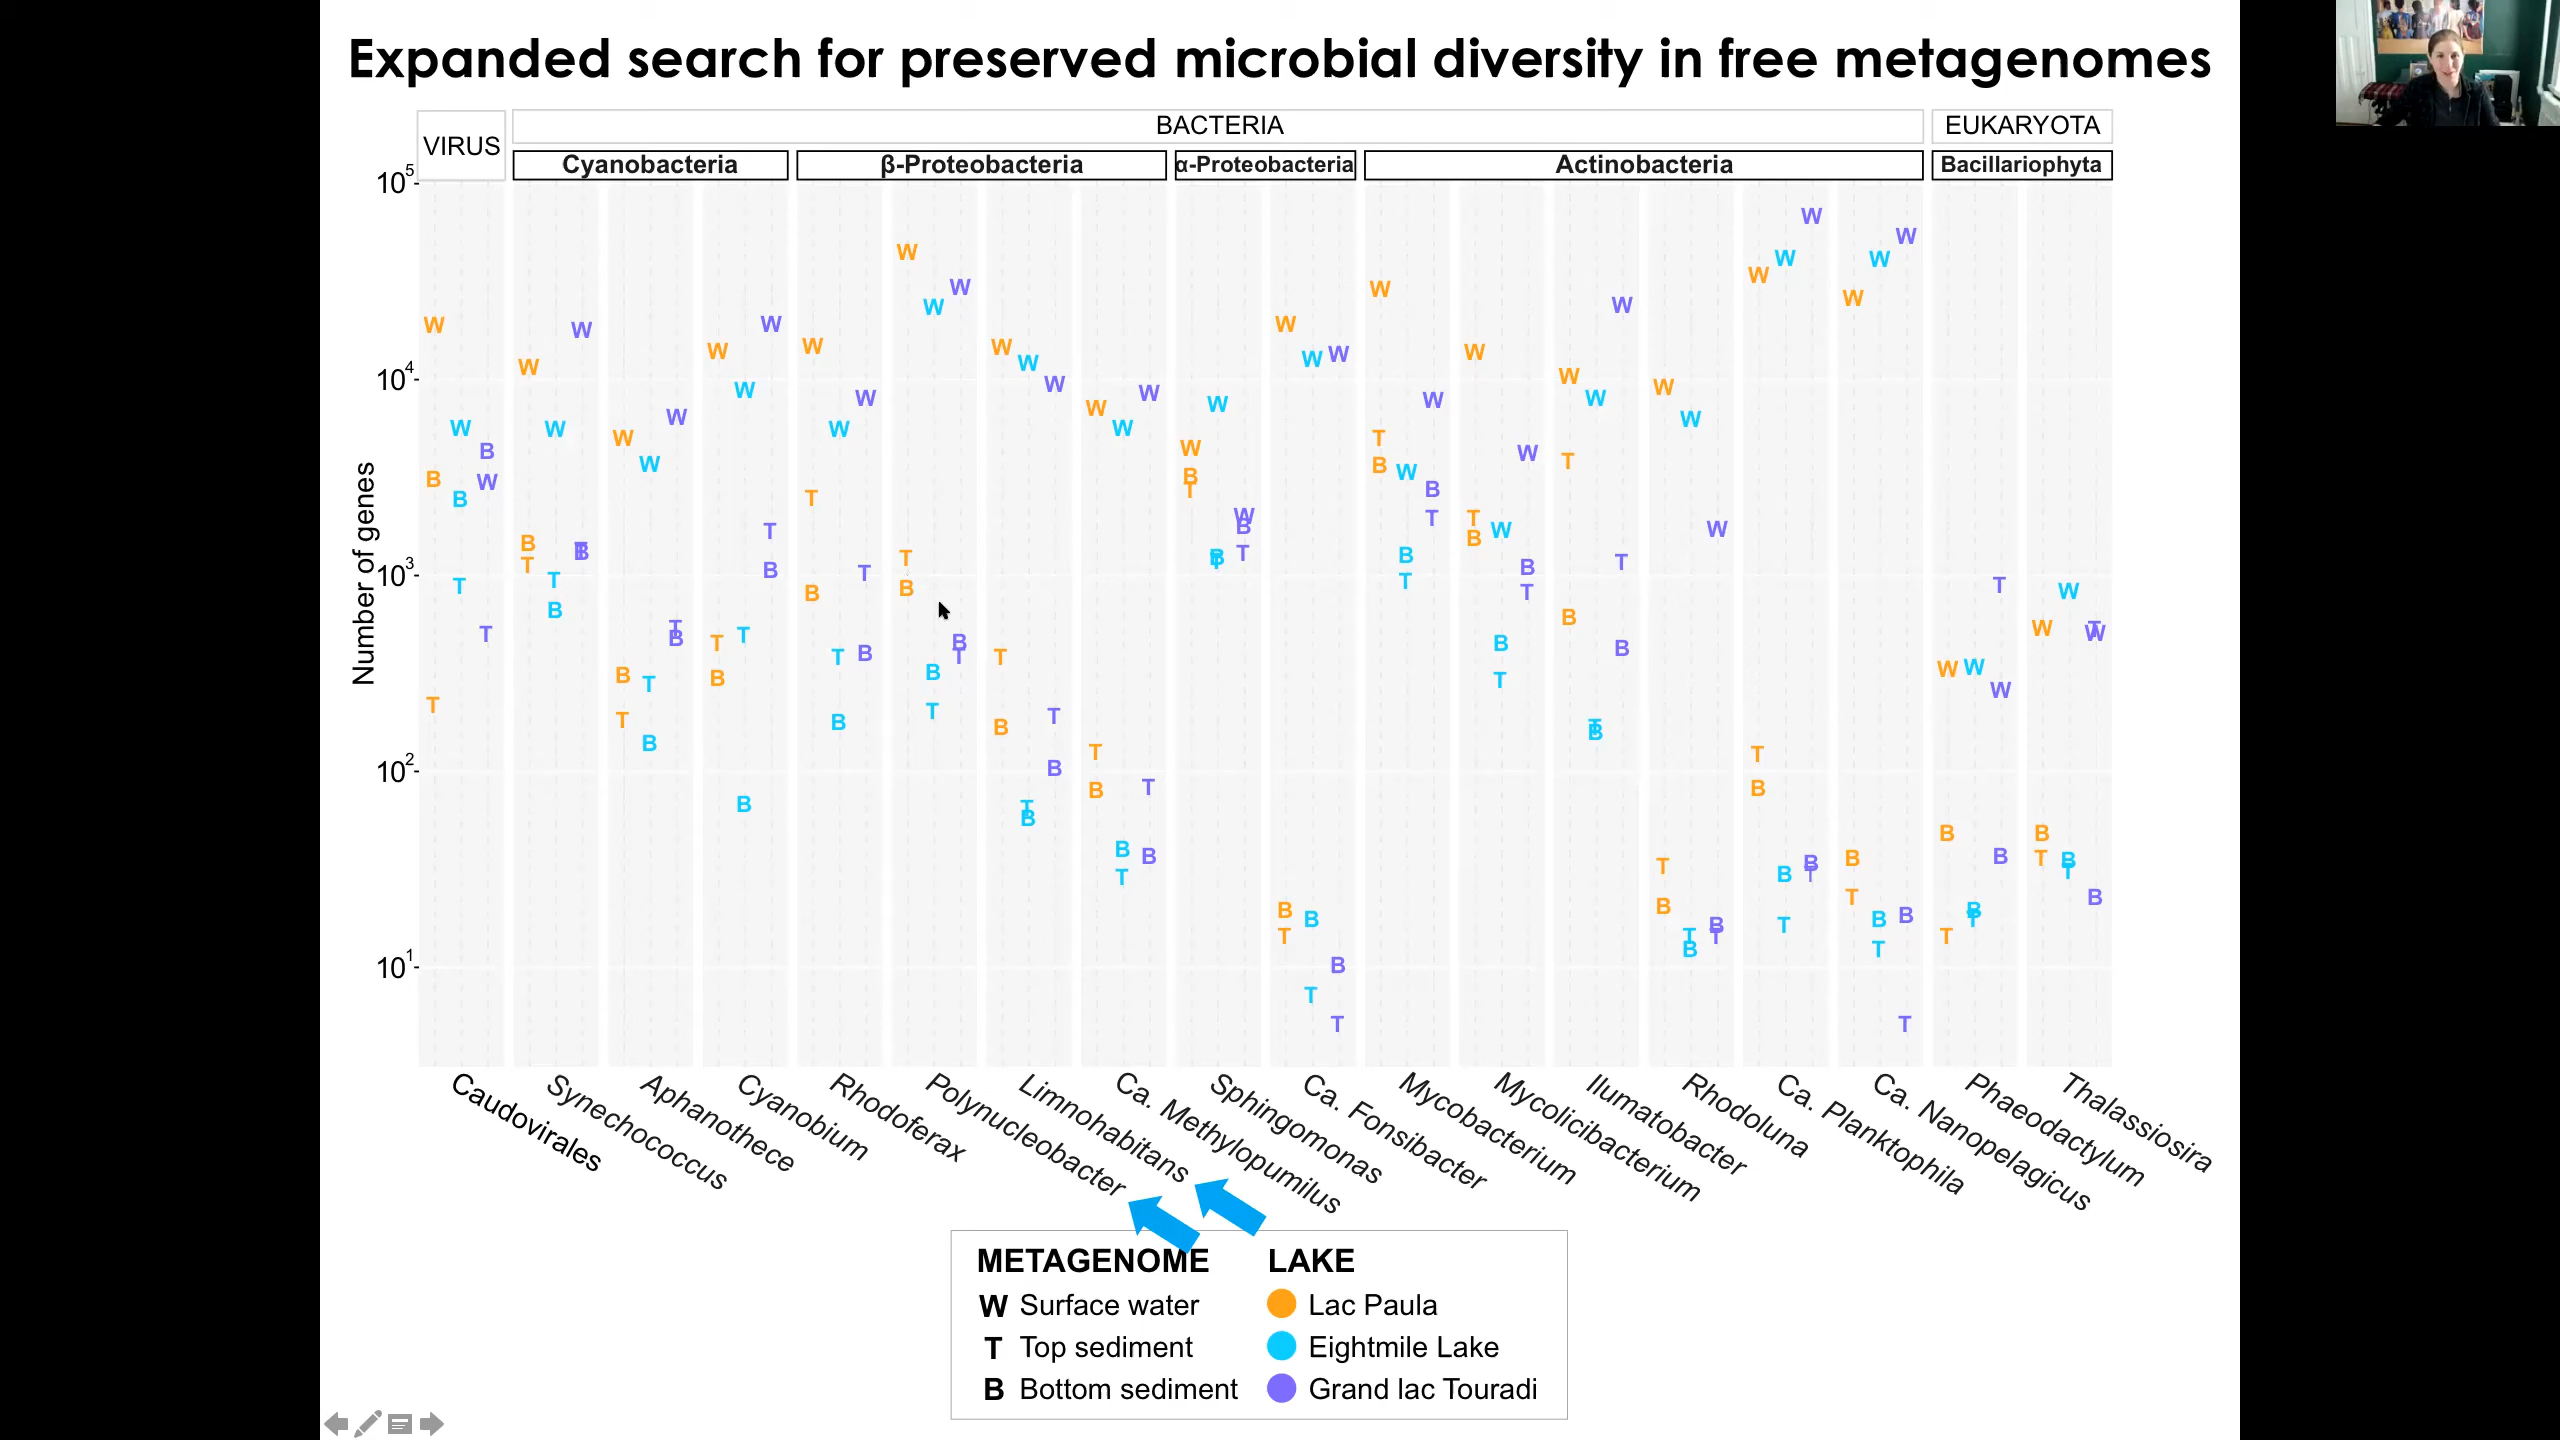 Expanded search for preserved microbial diversity in free metagenomes
VIRUS
BACTERIA
EUKARYOTA
Cyanobacteria
β-Proteobacteria
α-Proteobacteria
Actinobacteria
Bacillariophyta
Number of genes
10⁵
10⁴
10³
10²
10¹
Caudovirales
Synechococcus
Aphanothece
Cyanobium
Rhodoferax
Polynucleobacter
Limnohabitans
Ca. Methylopumilus
Sphingomonas
Ca. Fonsibacter
Mycobacterium
Mycolicibacterium
Ilumatobacter
Rhodoluna
Ca. Planktophila
Ca. Nanopelagicus
Phaeodactylum
Thalassiosira
METAGENOME
W Surface water
T Top sediment
B Bottom sediment
LAKE
Lac Paula
Eightmile Lake
Grand lac Touradi